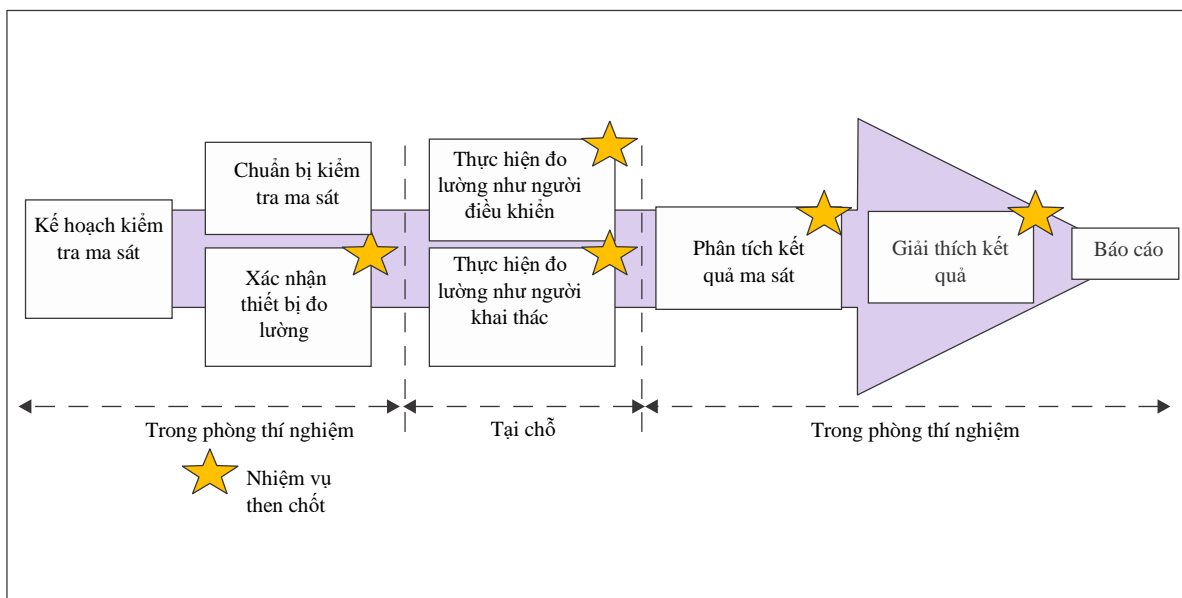 Kế hoạch kiểm
tra ma sát
Chuẩn bị kiểm
tra ma sát
Xác nhận
thiết bị đo
lường
Thực hiện đo
lường như người
điều khiển
Thực hiện đo
lường như người
khai thác
Phân tích kết
quả ma sát
Giải thích kết
quả
Báo cáo
Trong phòng thí nghiệm
Tại chỗ
Trong phòng thí nghiệm
Nhiệm vụ
then chốt